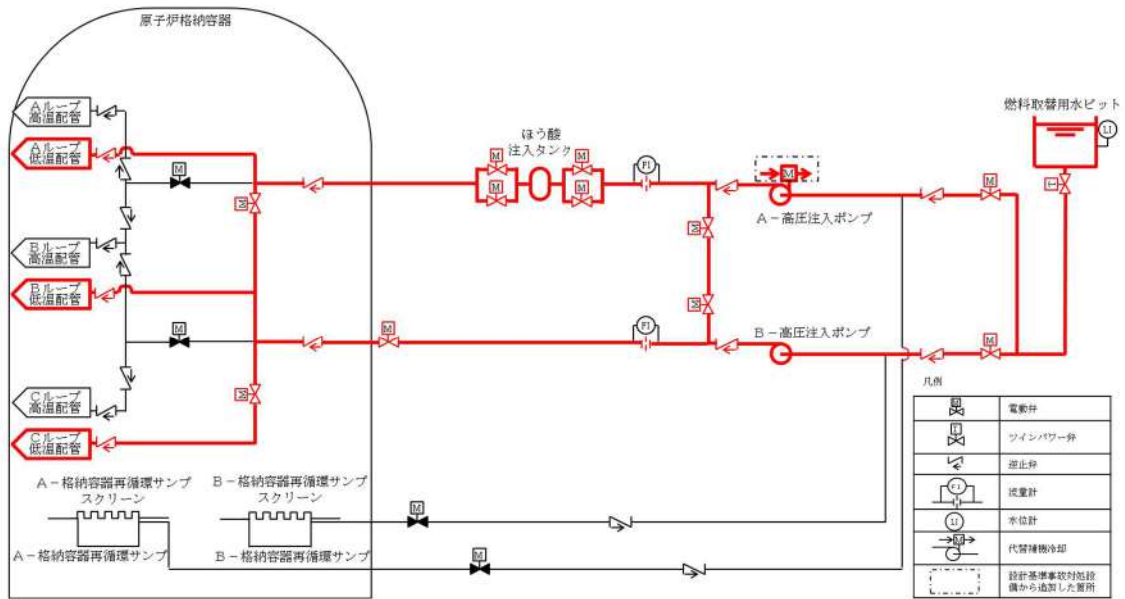 原子炉格納容器
Aループ
高温配管
Aループ
低温配管
Bループ
高温配管
Bループ
低温配管
Cループ
高温配管
Cループ
低温配管
M
M
M
M
ほう酸
注入タンク
M
M
M
M
FI
M
A-高圧注入ポンプ
M
M
M
FI
B-高圧注入ポンプ
M
M
燃料取替用水ピット
LI
T
A-格納容器再循環サンプ
スクリーン
A-格納容器再循環サンプ
B-格納容器再循環サンプ
スクリーン
B-格納容器再循環サンプ
M
M
凡例
M
電動弁
T
ツインパワー弁
逆止弁
FI
流量計
LI
水位計
M
代替補機冷却
設計基準事故対処設
備から追加した箇所